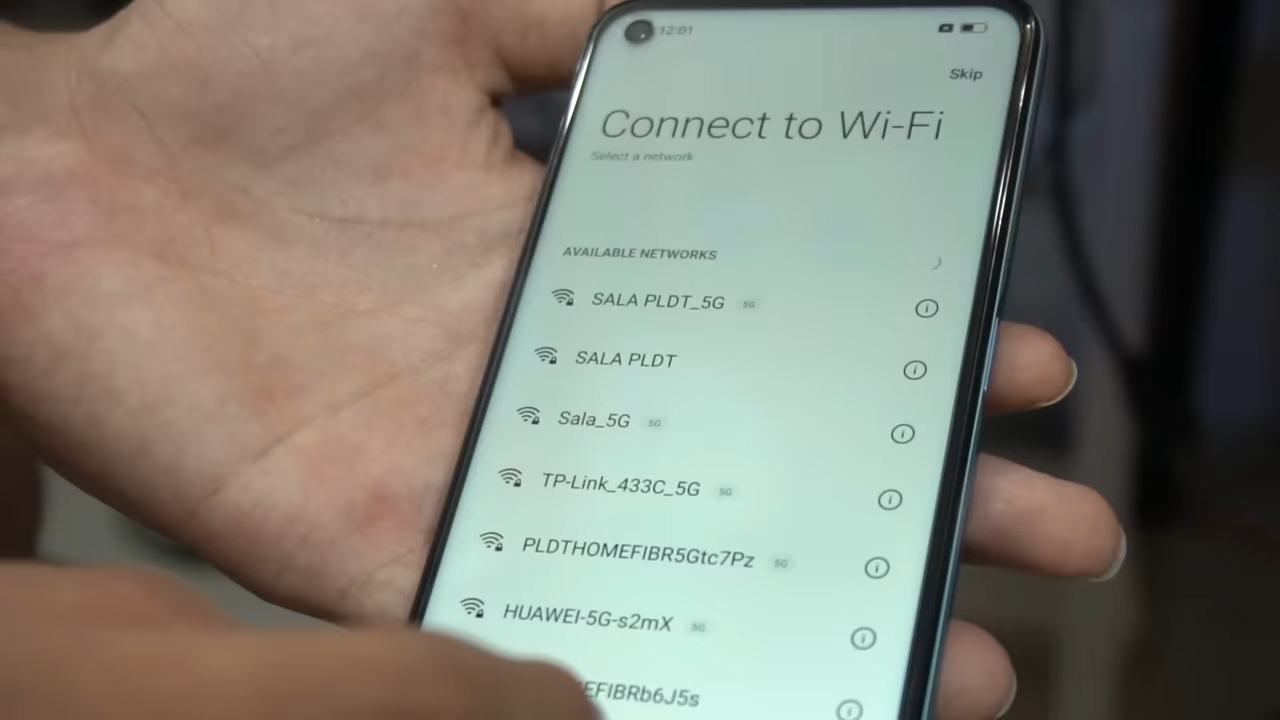 12:01
Skip
Connect to Wi-Fi
Select a network
AVAILABLE NETWORKS
SALA PLDT_5G 5G
SALA PLDT
Sala_5G 5G
TP-Link_433C_5G 5G
PLDTHOMEFIBR5Gtc7Pz 5G
HUAWEI-5G-s2mX 5G
EFIBRb6J5s